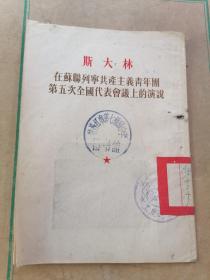 斯大林
在蘇聯列寧共產主義青年團
第五次全國代表會議上的演說